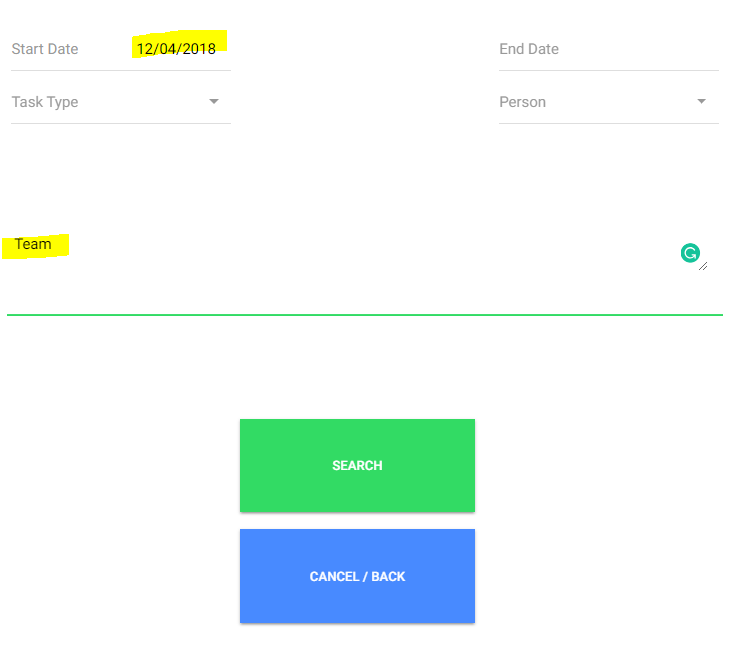 Start Date 12/04/2018 End Date
Task Type Person
Team
SEARCH
CANCEL / BACK